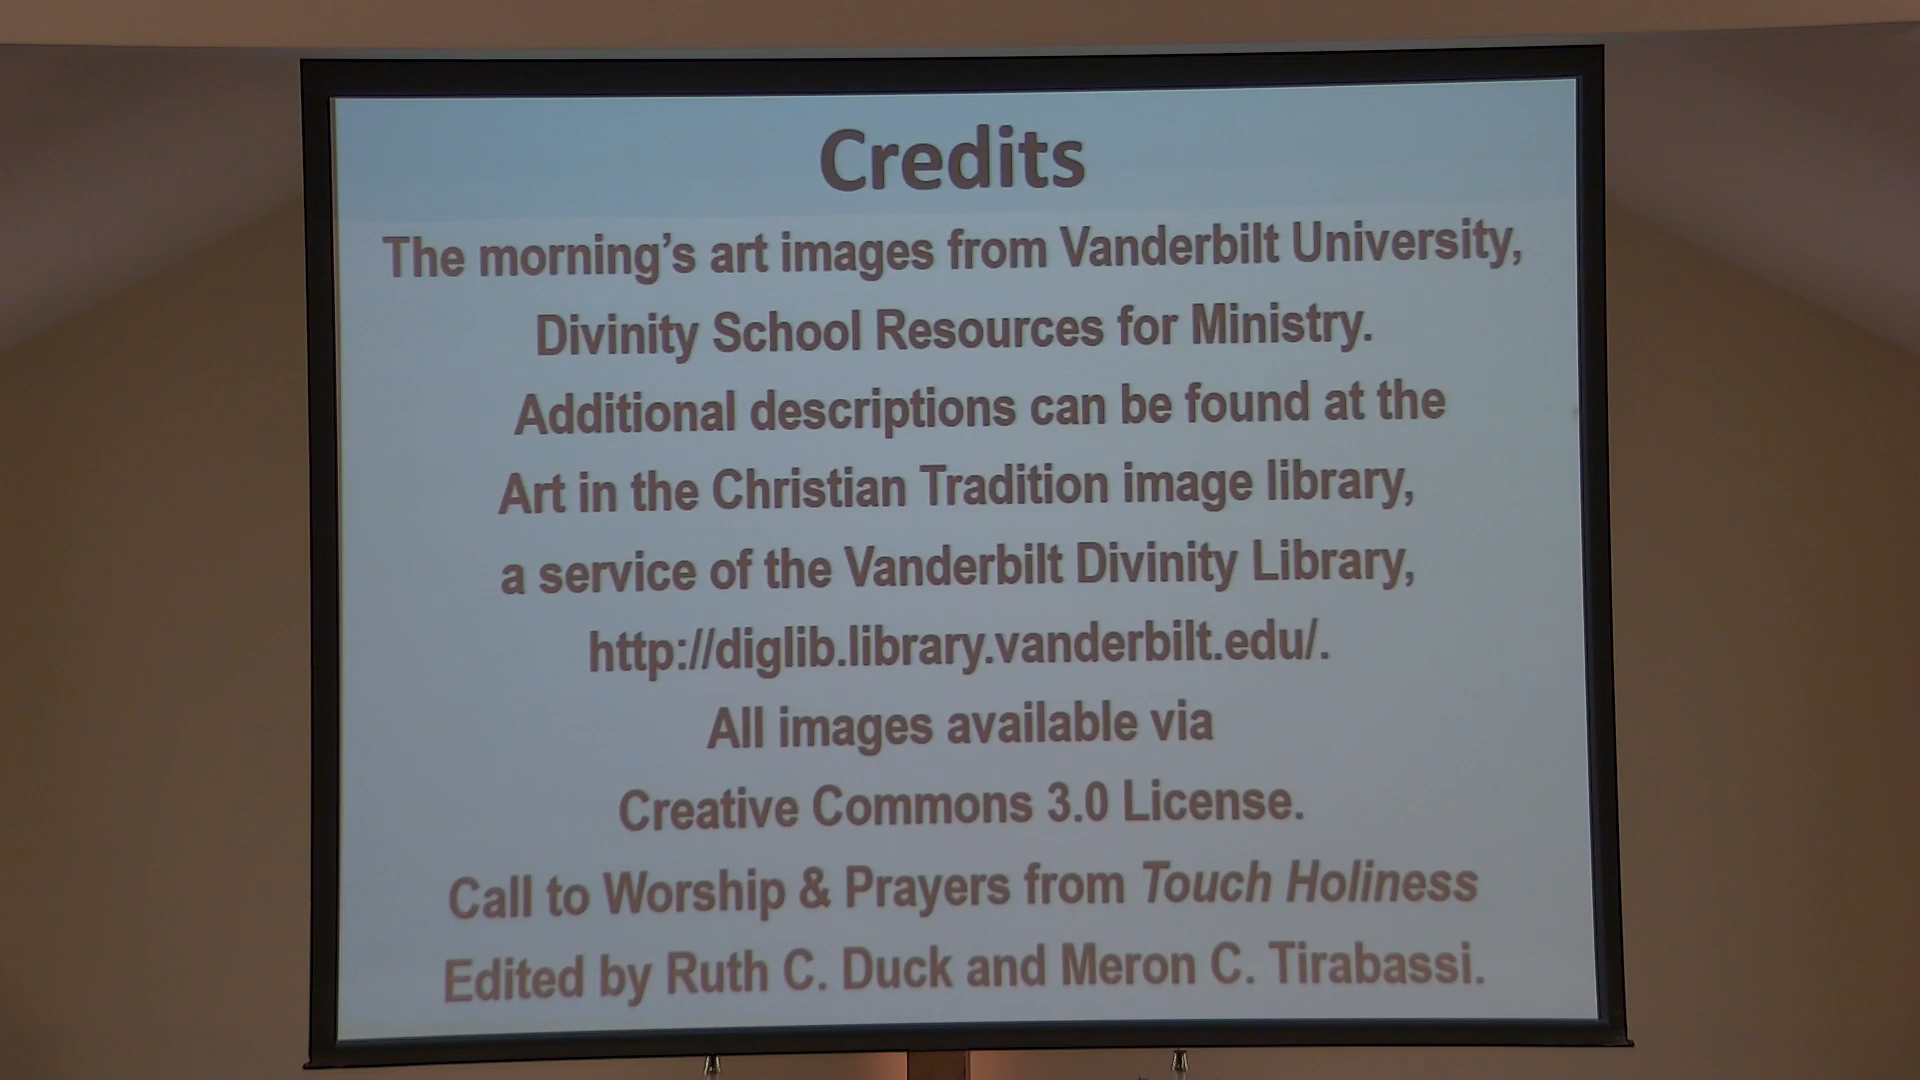 Credits
The morning’s art images from Vanderbilt University,
Divinity School Resources for Ministry.
Additional descriptions can be found at the
Art in the Christian Tradition image library,
a service of the Vanderbilt Divinity Library,
http://diglib.library.vanderbilt.edu/.
All images available via
Creative Commons 3.0 License.
Call to Worship & Prayers from Touch Holiness
Edited by Ruth C. Duck and Meron C. Tirabassi.